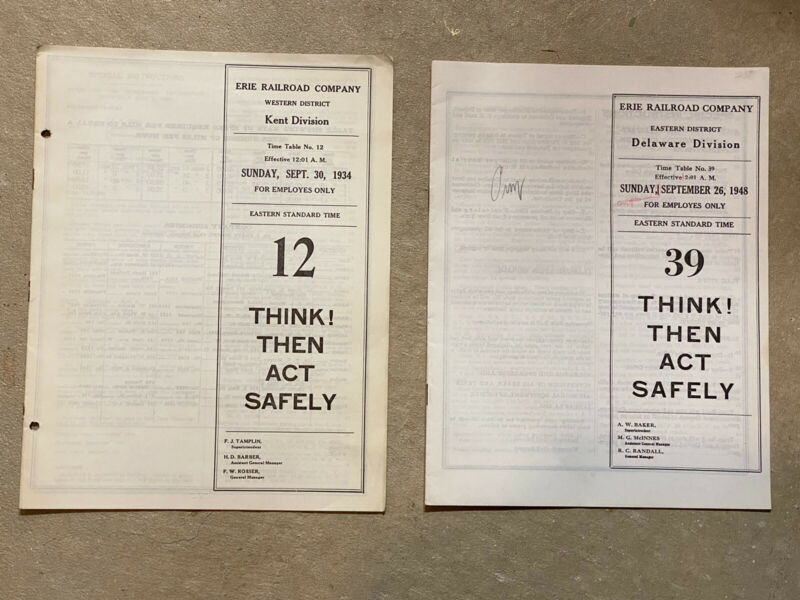 ERIE RAILROAD COMPANY
WESTERN DISTRICT
Kent Division
Time Table No. 12
Effective 12:01 A. M.
SUNDAY, SEPT. 30, 1934
FOR EMPLOYES ONLY
EASTERN STANDARD TIME
12
THINK!
THEN
ACT
SAFELY
F. J. TAMPLIN,
Superintendent
H. D. BARBER,
Assistant General Manager
F. W. ROSSER,
General Manager
ERIE RAILROAD COMPANY
EASTERN DISTRICT
Delaware Division
Time Table No. 39
Effective 2:01 A. M.
SUNDAY, SEPTEMBER 26, 1948
FOR EMPLOYES ONLY
EASTERN STANDARD TIME
39
THINK!
THEN
ACT
SAFELY
A. W. BAKER,
Superintendent
M. G. McINNES
Assistant General Manager
R. C. RANDALL,
General Manager